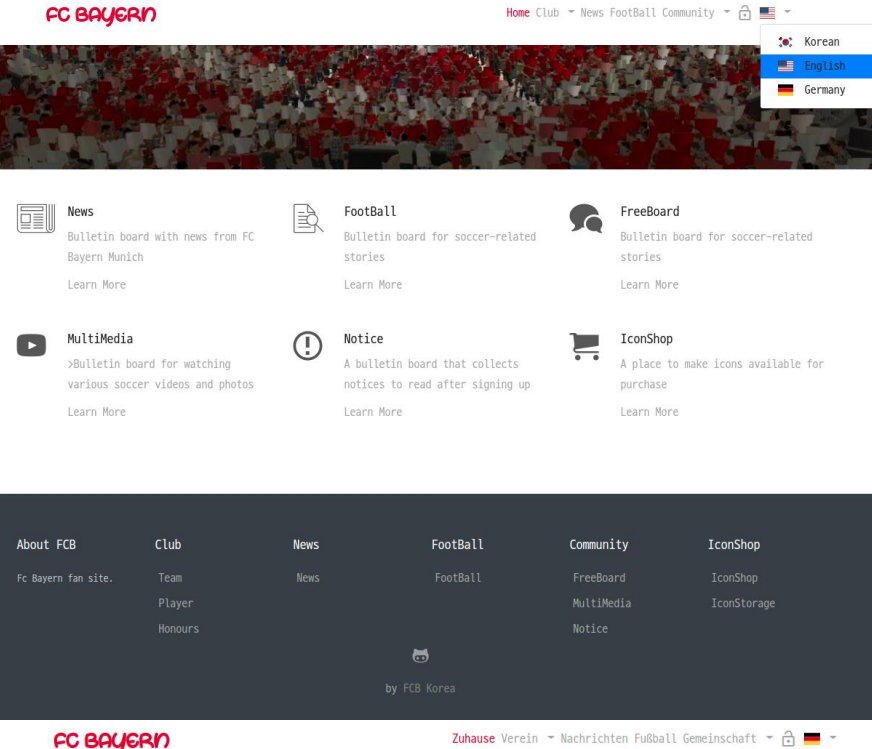 FC BAYERN
Home Club News FootBall Community
Korean
English
Germany
News
Bulletin board with news from FC
Bayern Munich
Learn More
FootBall
Bulletin board for soccer-related
stories
Learn More
FreeBoard
Bulletin board for soccer-related
stories
Learn More
MultiMedia
>Bulletin board for watching
various soccer videos and photos
Learn More
Notice
A bulletin board that collects
notices to read after signing up
Learn More
IconShop
A place to make icons available for
purchase
Learn More
About FCB
Fc Bayern fan site.
Club
Team
Player
Honours
News
News
FootBall
FootBall
Community
FreeBoard
MultiMedia
Notice
IconShop
IconShop
IconStorage
by FCB Korea
FC BAYERN
Zuhause Verein Nachrichten Fußball Gemeinschaft